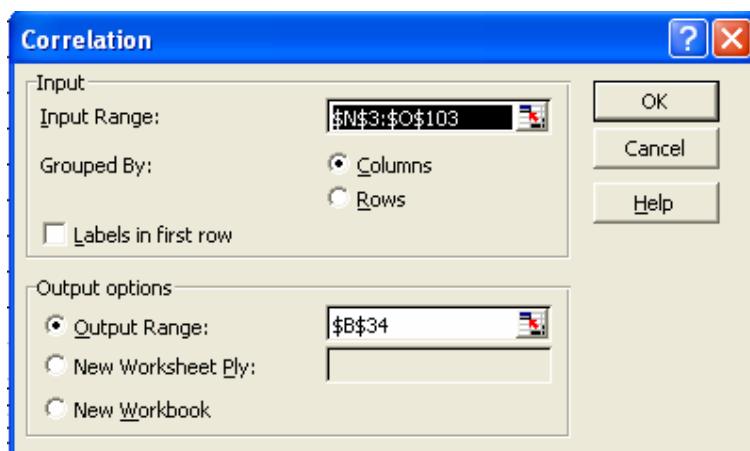 Correlation
Input
Input Range: $N$3:$O$103
OK
Grouped By: Columns
Cancel
Rows
Help
Labels in first row
Output options
Output Range: $B$34
New Worksheet Ply:
New Workbook